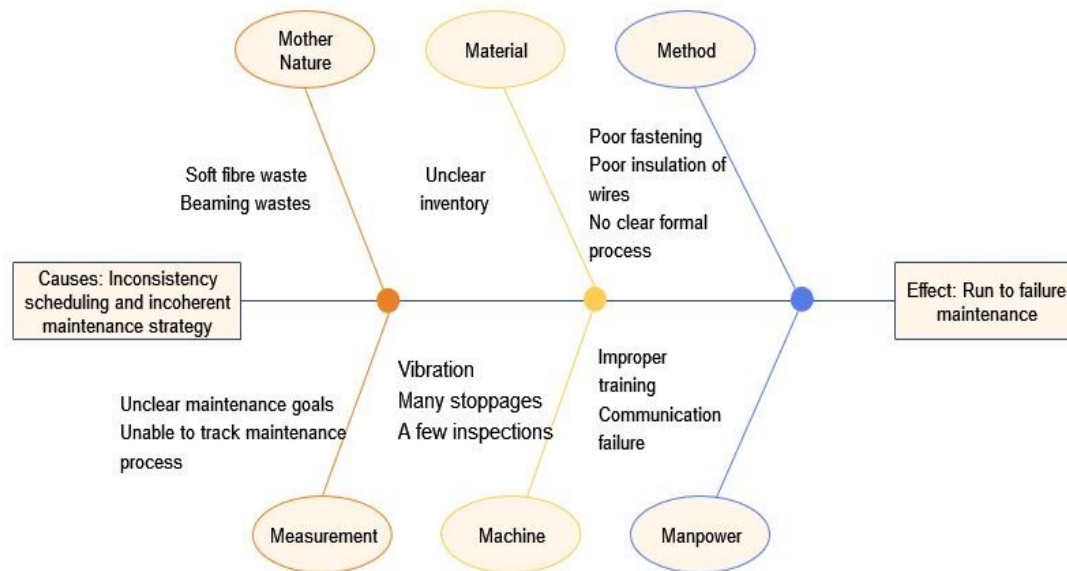 Mother
Nature
Material
Method
Soft fibre waste
Beaming wastes
Unclear
inventory
Poor fastening
Poor insulation of
wires
No clear formal
process
Causes: Inconsistency
scheduling and incoherent
maintenance strategy
Effect: Run to failure
maintenance
Unclear maintenance goals
Unable to track maintenance
process
Vibration
Many stoppages
A few inspections
Improper
training
Communication
failure
Measurement
Machine
Manpower